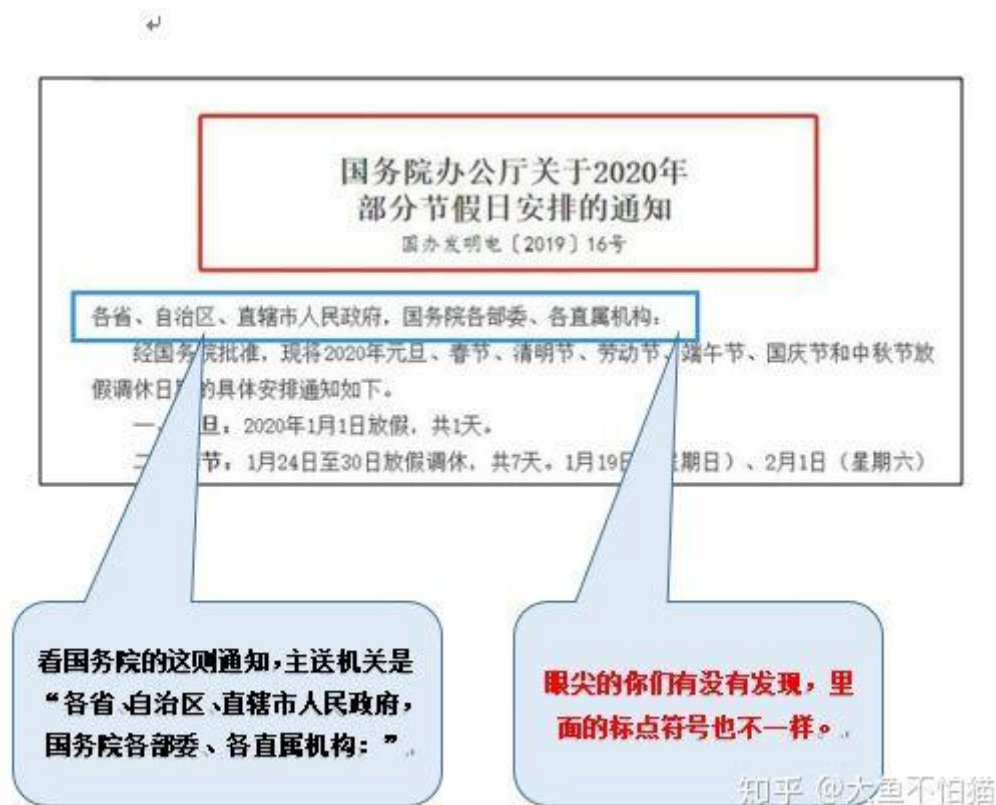 国务院办公厅关于2020年
部分节假日安排的通知
国办发明电〔2019〕16号
各省、自治区、直辖市人民政府，国务院各部委、各直属机构：
经国务院批准，现将2020年元旦、春节、清明节、劳动节、端午节、国庆节和中秋节放
假调休日期的具体安排通知如下。
一、 旦：2020年1月1日放假，共1天。
二 节：1月24日至30日放假调休，共7天。1月19日 期日）、2月1日（星期六）
看国务院的这则通知，主送机关是
“各省、自治区、直辖市人民政府，
国务院各部委、各直属机构：”
眼尖的你们有没有发现，里
面的标点符号也不一样。
知乎 @大鱼不怕猫